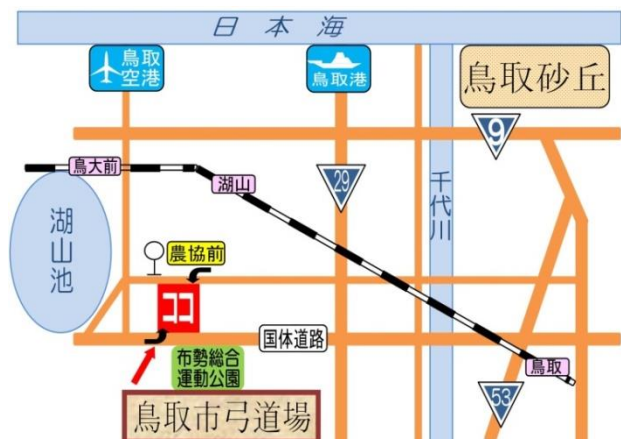 日本海
鳥取
空港
鳥取港
鳥取砂丘
9
鳥大前
湖山
29
千代川
湖山池
農協前
ココ
国体道路
布勢総合
運動公園
鳥取
53
鳥取市弓道場